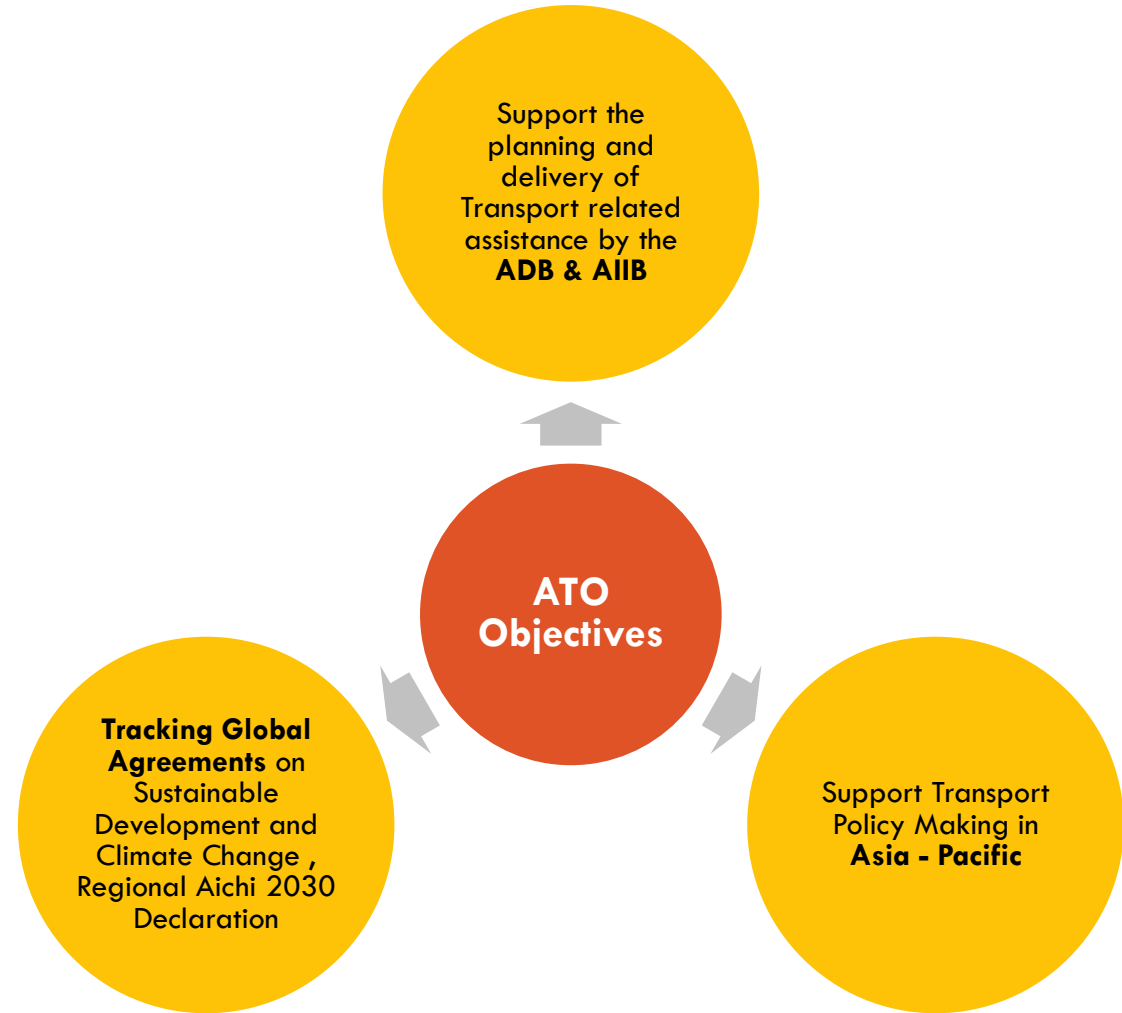 Support the
planning and
delivery of
Transport related
assistance by the
ADB & AIIB
ATO
Objectives
Tracking Global
Agreements on
Sustainable
Development and
Climate Change ,
Regional Aichi 2030
Declaration
Support Transport
Policy Making in
Asia - Pacific